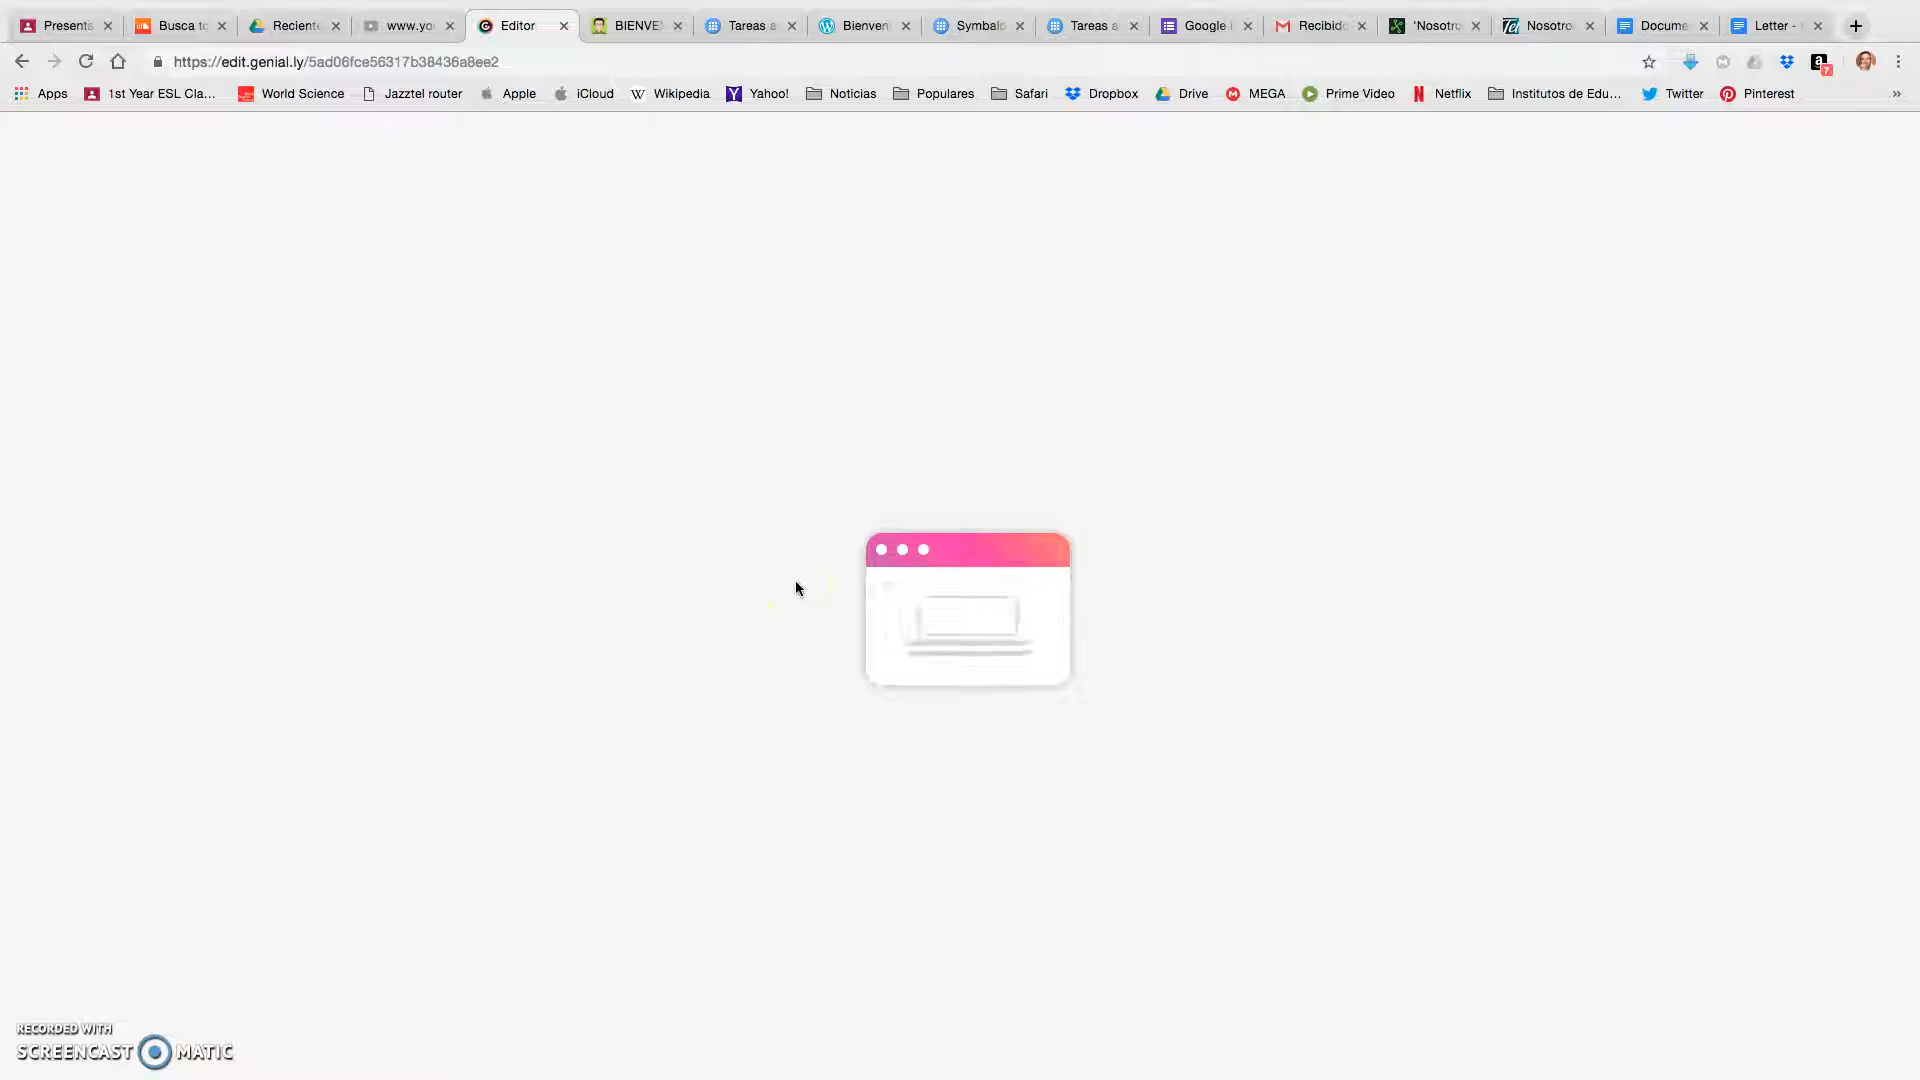 Presenta
Busca to
Reciente
www.yo
Editor
BIENVE
Tareas a
Bienven
Symbalo
Tareas a
Google
Recibido
'Nosotro
Nosotro
Docume
Letter -
https://edit.genial.ly/5ad06fce56317b38436a8ee2
7
Apps
1st Year ESL Cla...
World Science
Jazztel router
Apple
iCloud
Wikipedia
Yahoo!
Noticias
Populares
Safari
Dropbox
Drive
MEGA
Prime Video
Netflix
Institutos de Edu...
Twitter
Pinterest
RECORDED WITH
SCREENCAST MATIC